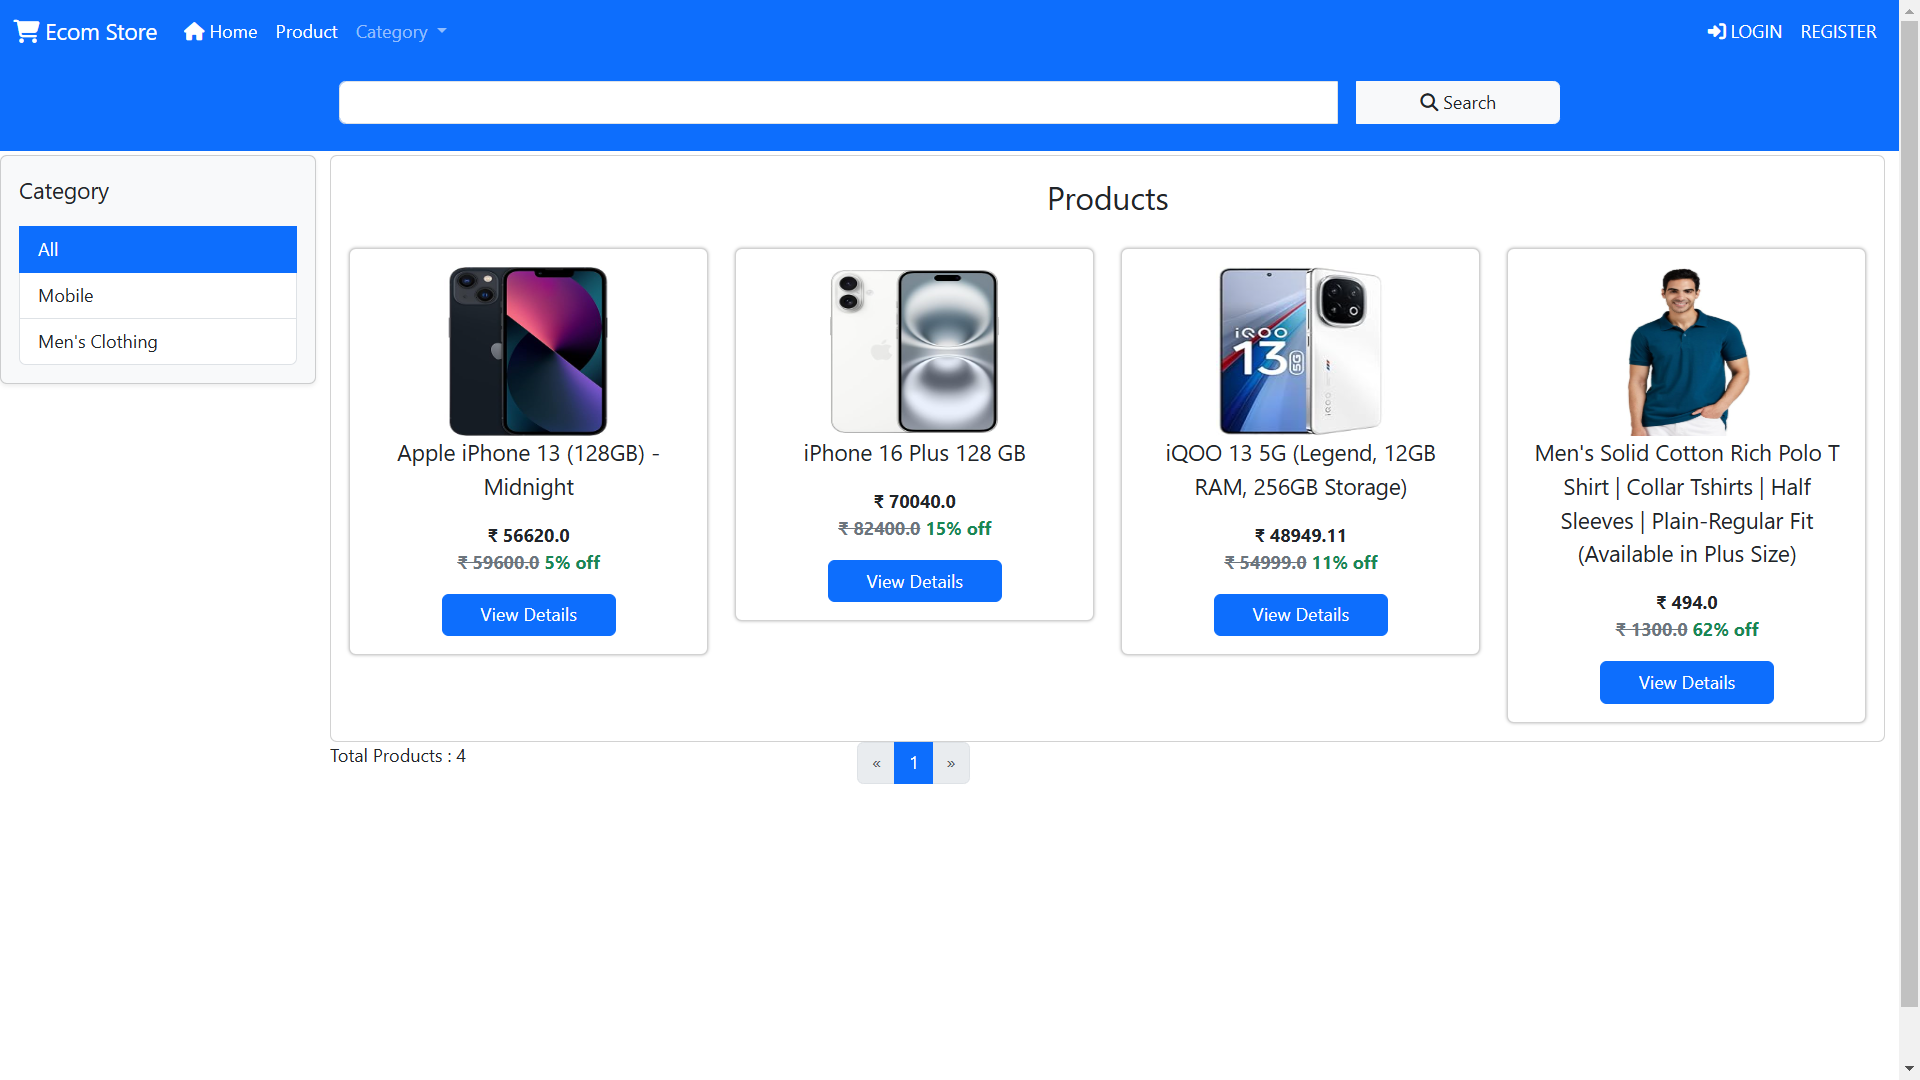 Ecom Store
Home
Product
Category
LOGIN
REGISTER
Search
Category
All
Mobile
Men's Clothing
Products
iQOO
13 5G
iQOO
Apple iPhone 13 (128GB) -
Midnight
₹ 56620.0
₹ 59600.0 5% off
View Details
iPhone 16 Plus 128 GB
₹ 70040.0
₹ 82400.0 15% off
View Details
iQOO 13 5G (Legend, 12GB
RAM, 256GB Storage)
₹ 48949.11
₹ 54999.0 11% off
View Details
Men's Solid Cotton Rich Polo T
Shirt | Collar Tshirts | Half
Sleeves | Plain-Regular Fit
(Available in Plus Size)
₹ 494.0
₹ 1300.0 62% off
View Details
Total Products : 4
« 1 »